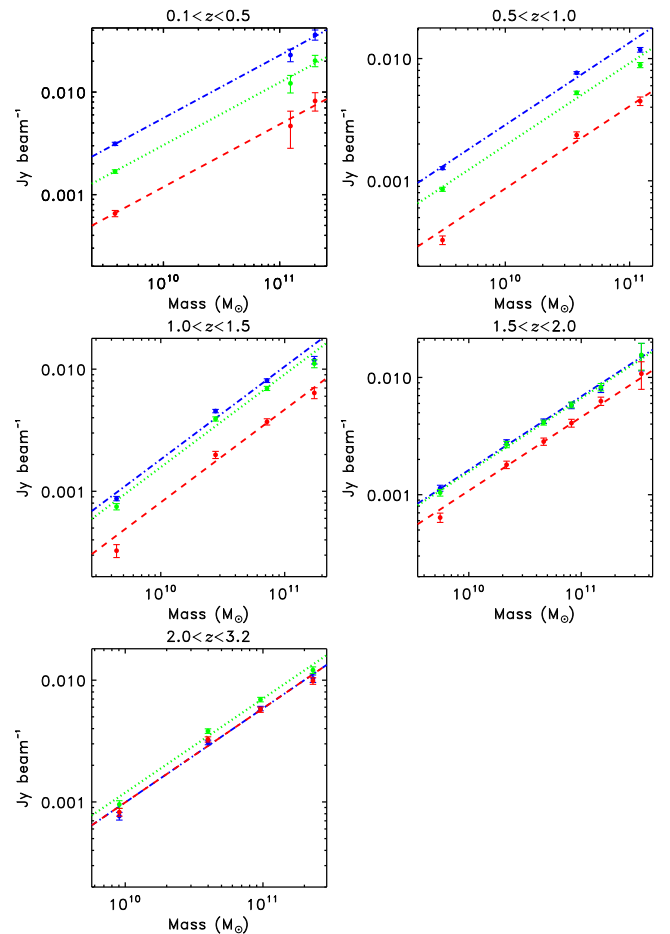 0.1<z<0.5
0.010
0.001
Jy beam⁻¹
10¹⁰ 10¹¹
Mass (M☉)
0.5<z<1.0
0.010
0.001
Jy beam⁻¹
10¹⁰ 10¹¹
Mass (M☉)
1.0<z<1.5
0.010
0.001
Jy beam⁻¹
10¹⁰ 10¹¹
Mass (M☉)
1.5<z<2.0
0.010
0.001
Jy beam⁻¹
10¹⁰ 10¹¹
Mass (M☉)
2.0<z<3.2
0.010
0.001
Jy beam⁻¹
10¹⁰ 10¹¹
Mass (M☉)